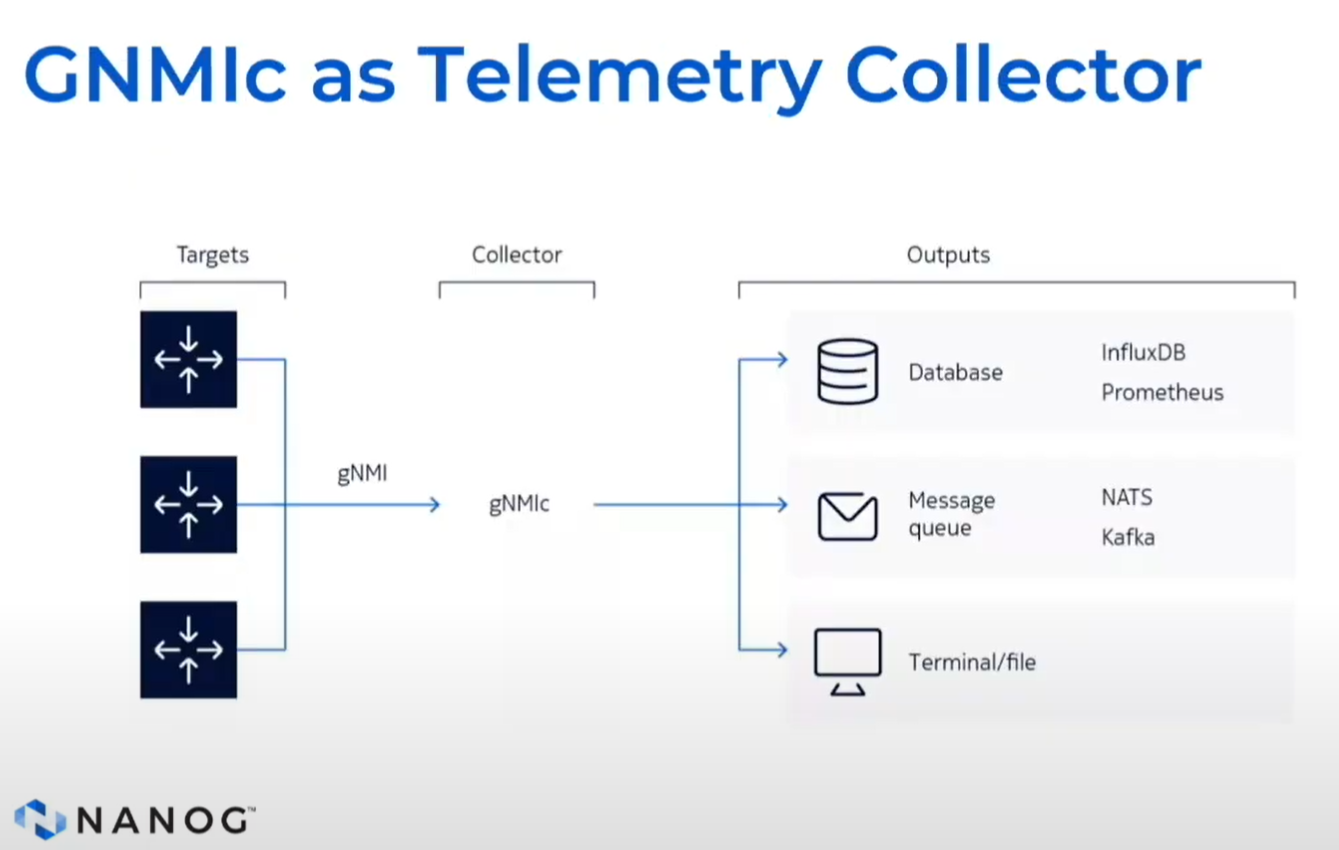 GNMIc as Telemetry Collector
Targets
Collector
Outputs
gNMI
gNMIc
Database
InfluxDB
Prometheus
Message
queue
NATS
Kafka
Terminal/file
NANOG™